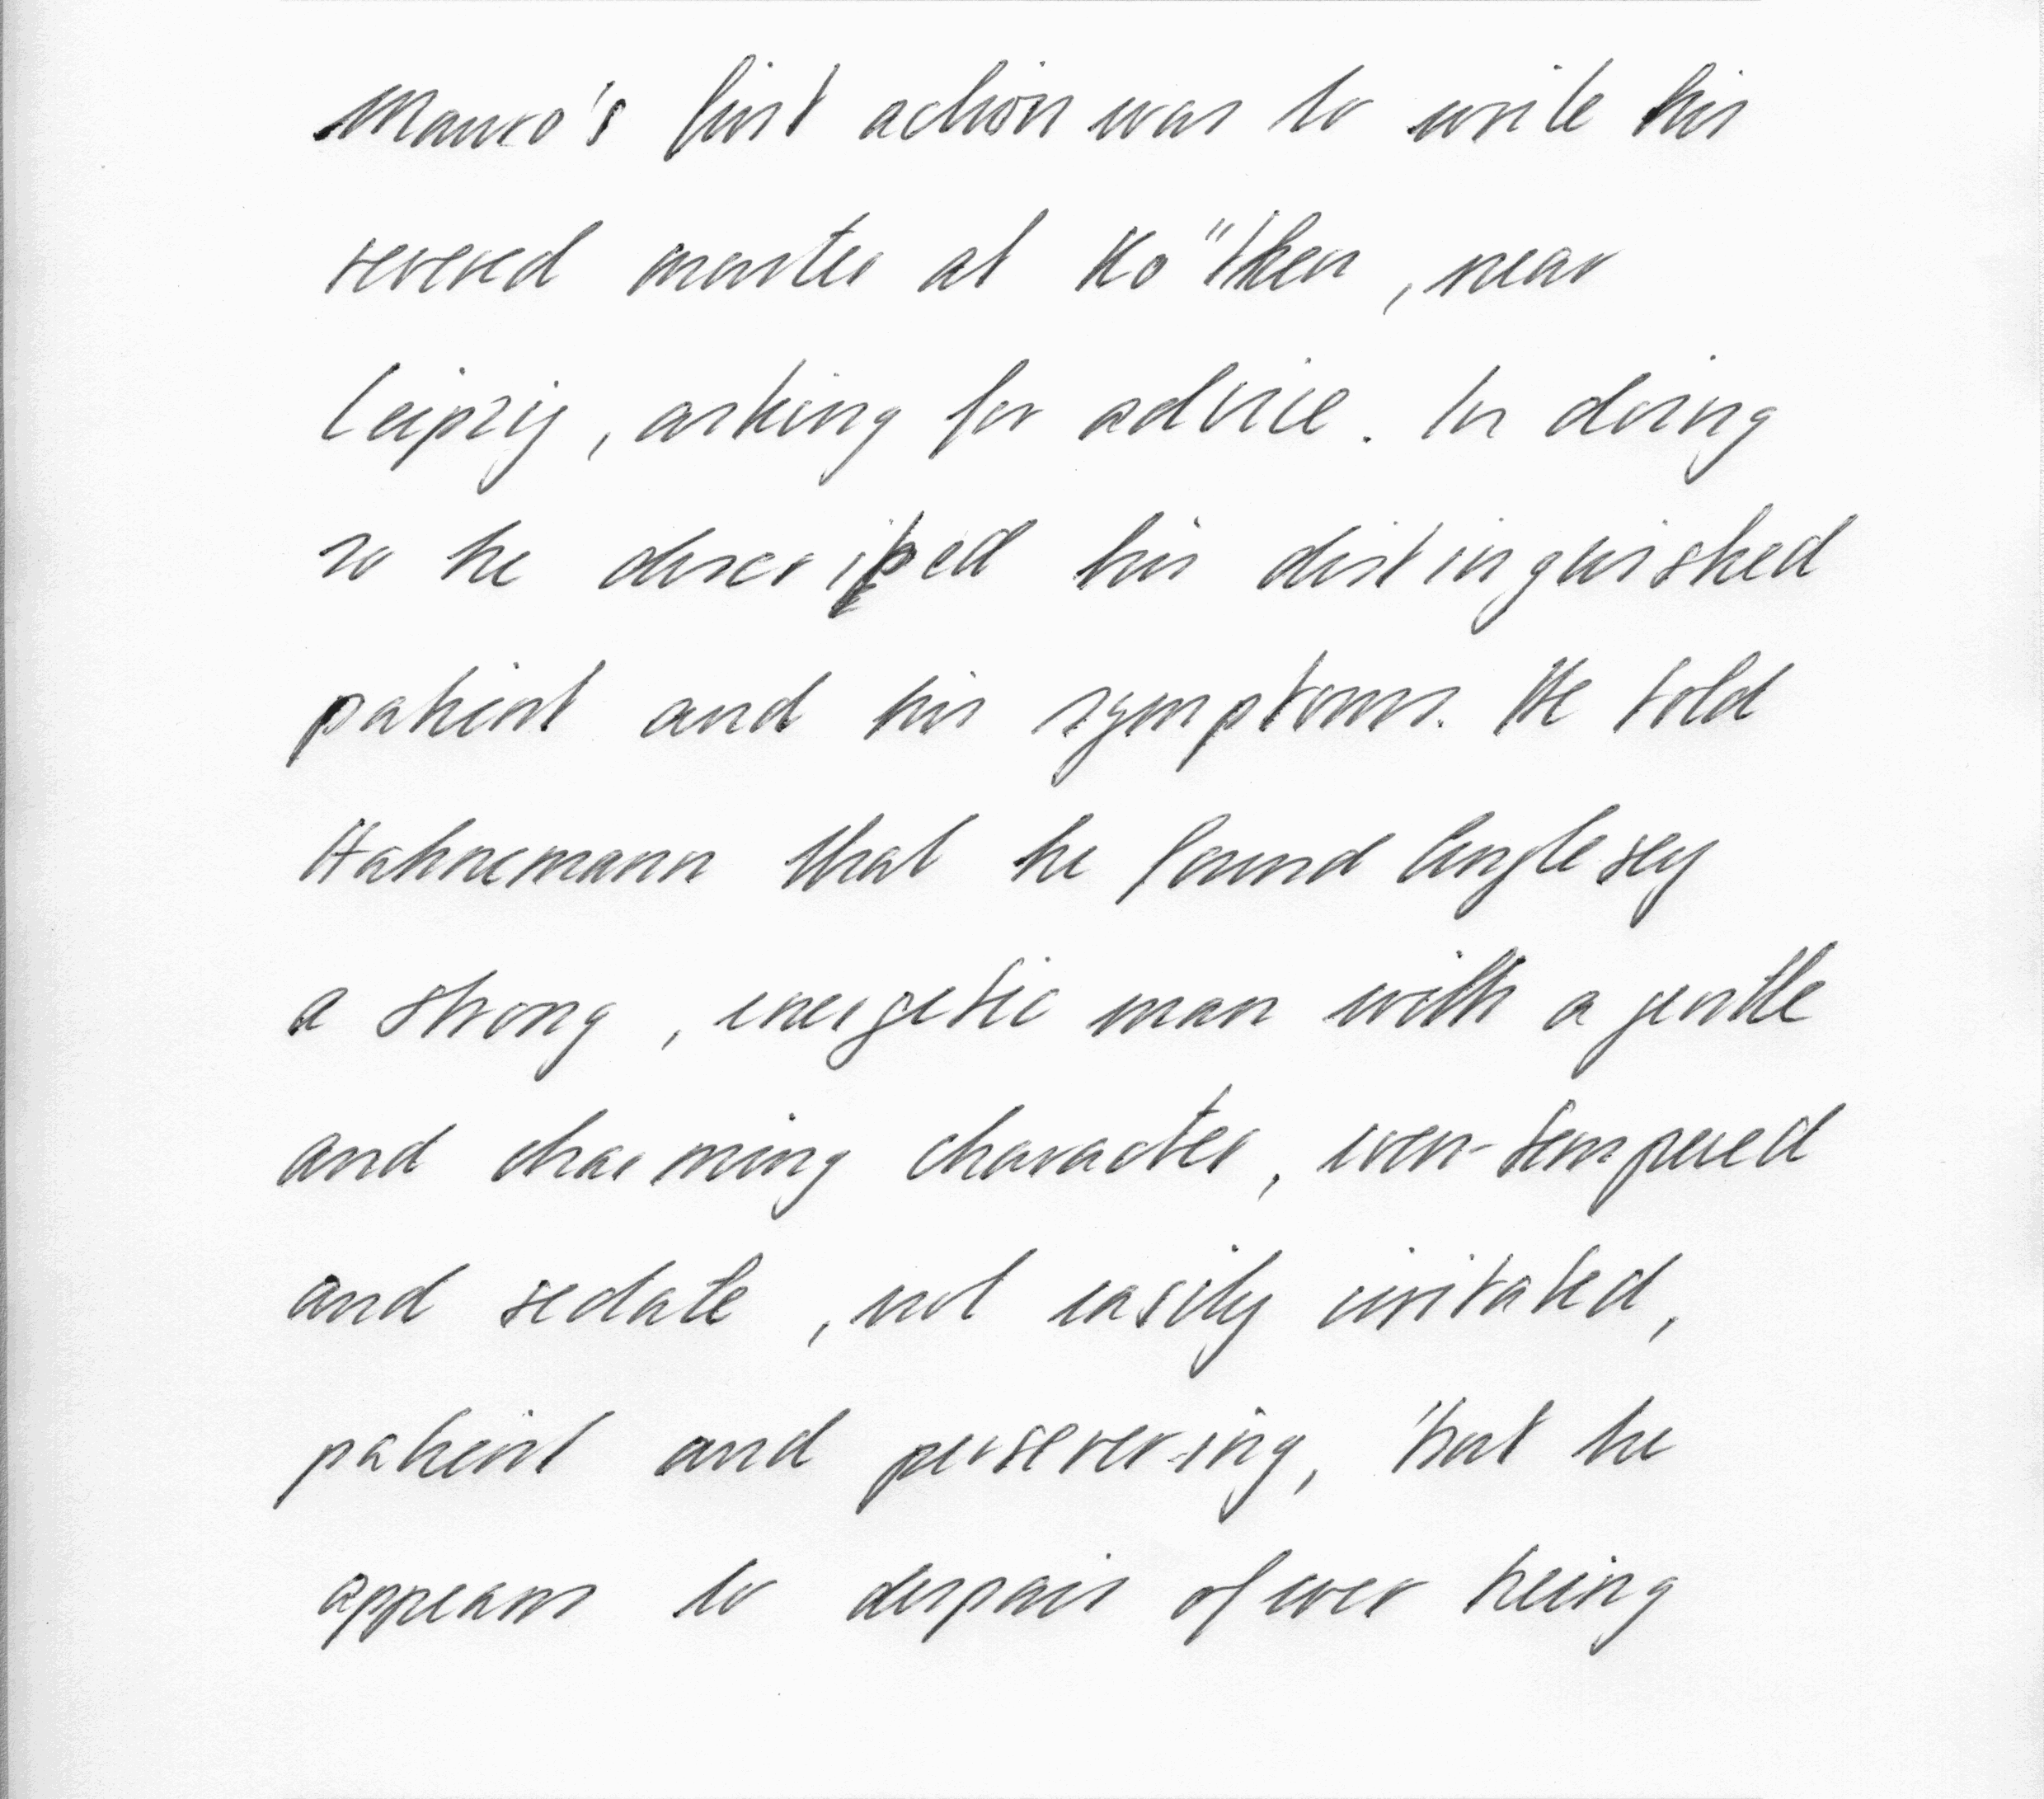 Mauro's first action was to write his
revered master at Ko"then, near
Leipzig, asking for advice. In doing
so he described his distinguished
patient and his symptoms. He told
Hahnemann that he found Anglesey
a strong, energetic man with a gentle
and charming character, even-tempered
and sedate, not easily irritated,
patient and persevering, that he
appears to despair of ever being